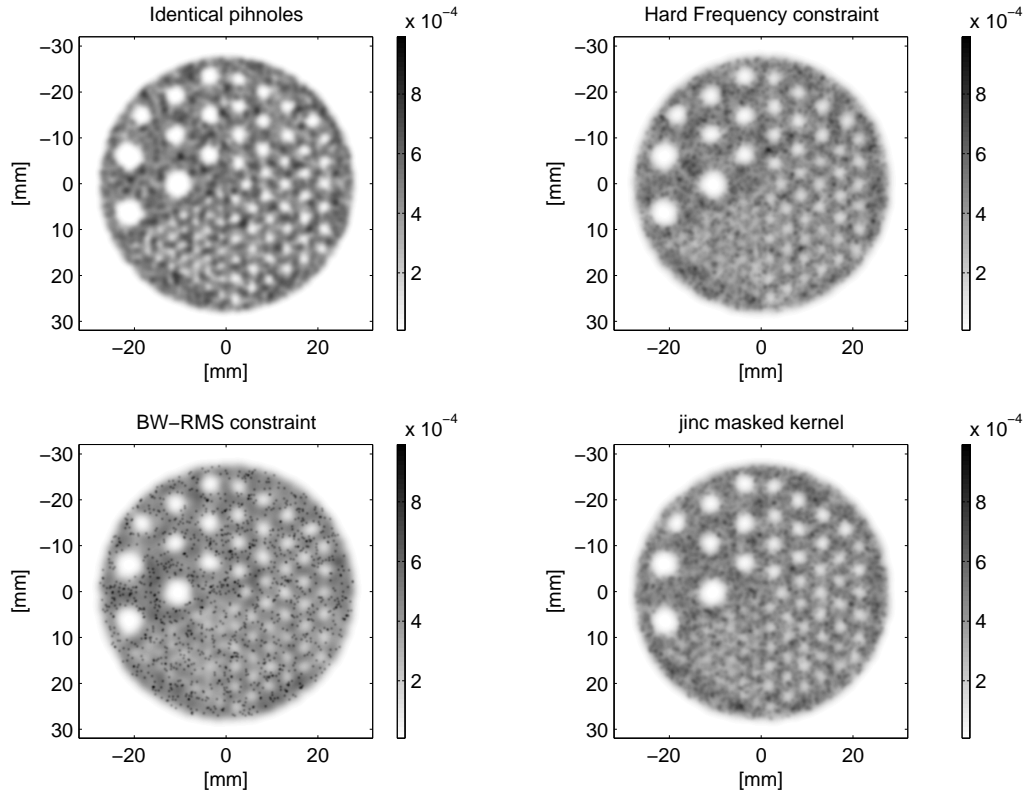 Identical pihnoles
x 10−4
−30
−20
−10
0
10
20
30
[mm]
−20 0 20
[mm]
8
6
4
2
Hard Frequency constraint
x 10−4
−30
−20
−10
0
10
20
30
[mm]
−20 0 20
[mm]
8
6
4
2
BW−RMS constraint
x 10−4
−30
−20
−10
0
10
20
30
[mm]
−20 0 20
[mm]
8
6
4
2
jinc masked kernel
x 10−4
−30
−20
−10
0
10
20
30
[mm]
−20 0 20
[mm]
8
6
4
2